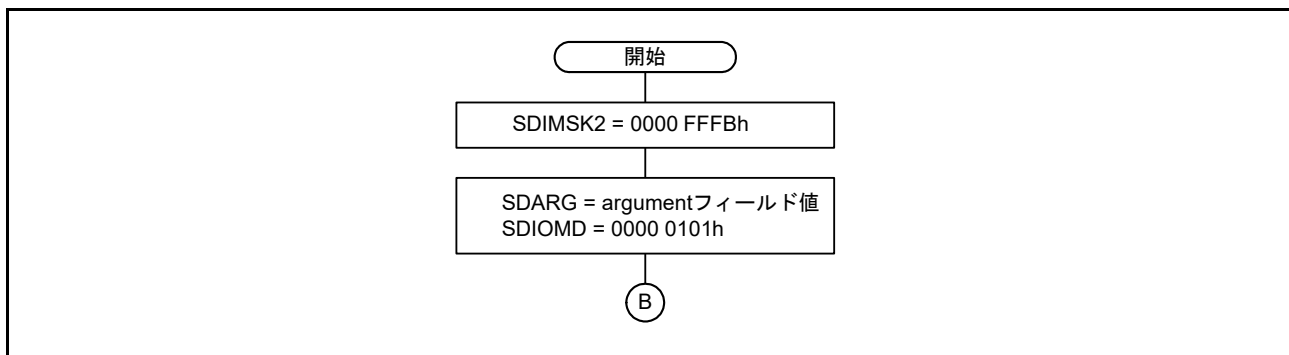 開始
SDIMSK2 = 0000 FFFBh
SDARG = argumentフィールド値
SDIOMD = 0000 0101h
B